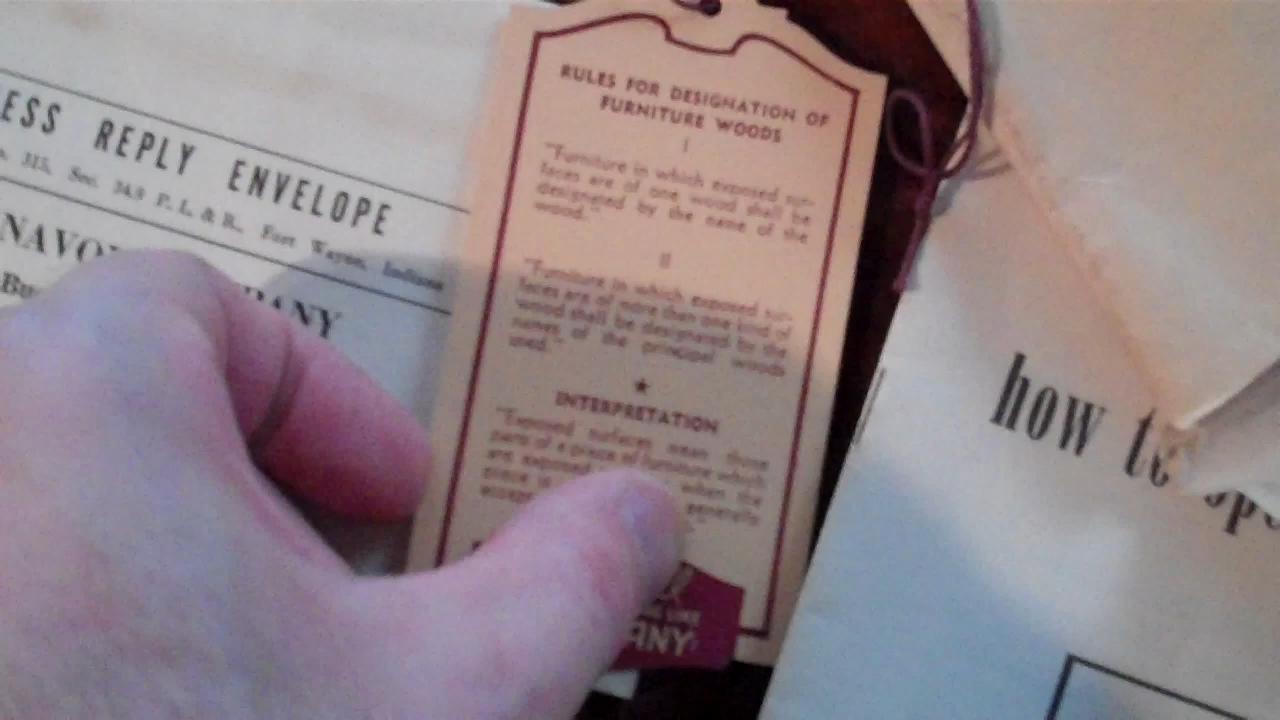 ESS REPLY ENVELOPE
315, Sec. 34.9 P. L. & R., Fort Wayne, Indiana
RULES FOR DESIGNATION OF
FURNITURE WOODS
I
"Furniture in which exposed sur-
faces are of one wood shall be
designated by the name of the
wood."
II
"Furniture in which exposed sur-
faces are of more than one kind of
wood shall be designated by the
names of the principal woods
used."
★
INTERPRETATION
"Exposed surfaces mean those
parts of a piece of furniture which
are exposed when the
piece is generally
ANY
how to